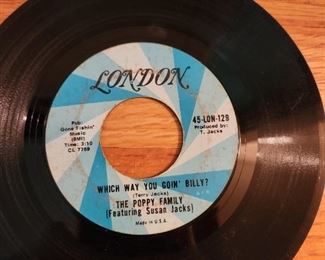 LONDON
Pub:
Gone Fishin'
Music
(BMI)
Time: 3:10
CL 7789
45-LON-129
Produced by:
T. Jacks
WHICH WAY YOU GOIN' BILLY?
(Terry Jacks)
THE POPPY FAMILY
(Featuring Susan Jacks)
Made in U.S.A.